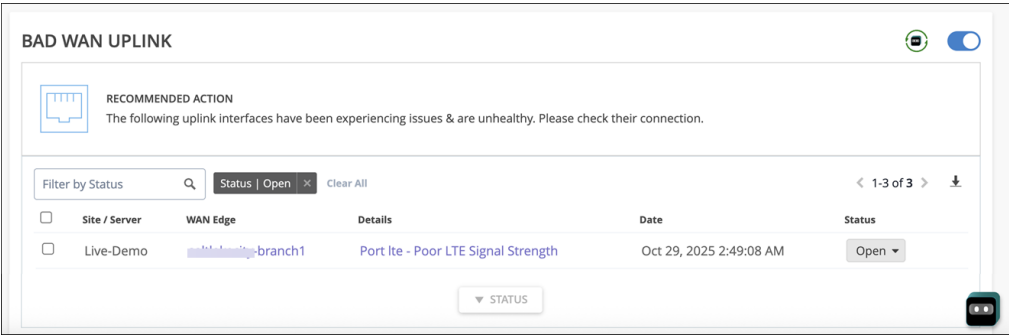 BAD WAN UPLINK
RECOMMENDED ACTION
The following uplink interfaces have been experiencing issues & are unhealthy. Please check their connection.
Filter by Status
Status | Open ×
Clear All
1-3 of 3
Site / Server WAN Edge Details Date Status
Live-Demo -branch1 Port lte - Poor LTE Signal Strength Oct 29, 2025 2:49:08 AM Open
STATUS